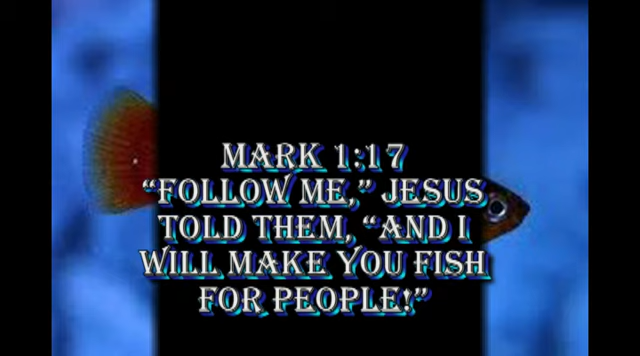 MARK 1:17
“FOLLOW ME,” JESUS
TOLD THEM, “AND I
WILL MAKE YOU FISH
FOR PEOPLE!”